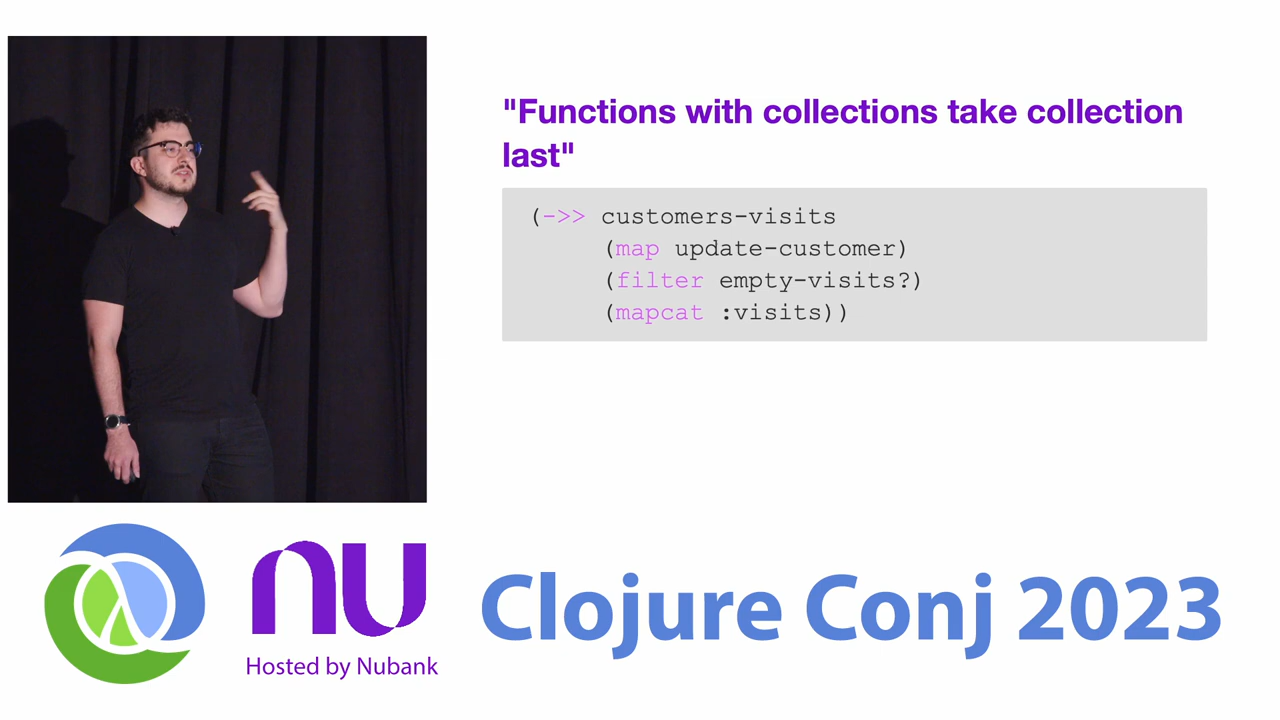 "Functions with collections take collection
last"
(->> customers-visits
(map update-customer)
(filter empty-visits?)
(mapcat :visits))
nu
Hosted by Nubank
Clojure Conj 2023